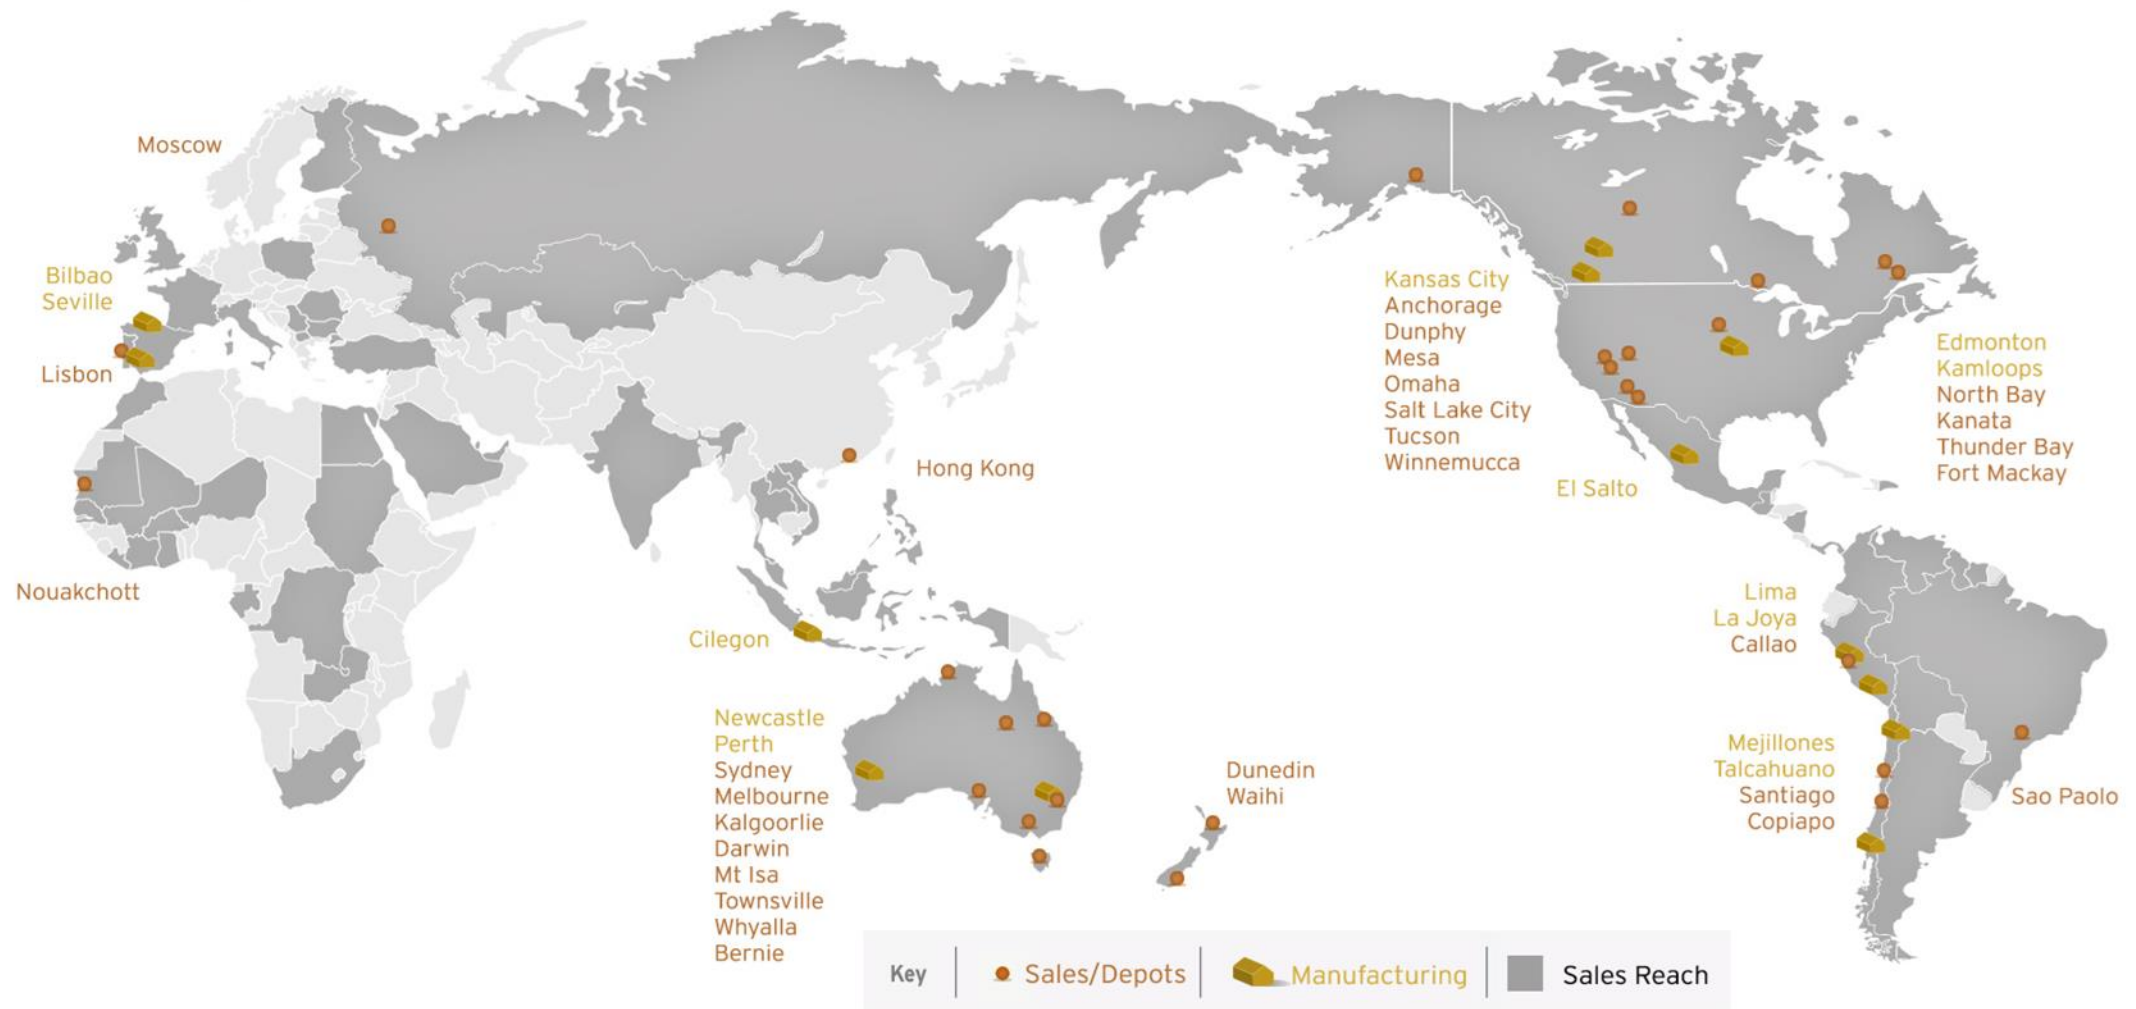 Moscow
Bilbao
Seville
Lisbon
Nouakchott
Hong Kong
Cilegon
Newcastle
Perth
Sydney
Melbourne
Kalgoorlie
Darwin
Mt Isa
Townsville
Whyalla
Bernie
Dunedin
Waihi
Kansas City
Anchorage
Dunphy
Mesa
Omaha
Salt Lake City
Tucson
Winnemucca
El Salto
Edmonton
Kamloops
North Bay
Kanata
Thunder Bay
Fort Mackay
Lima
La Joya
Callao
Mejillones
Talcahuano
Santiago
Copiapo
Sao Paolo
Key
Sales/Depots
Manufacturing
Sales Reach